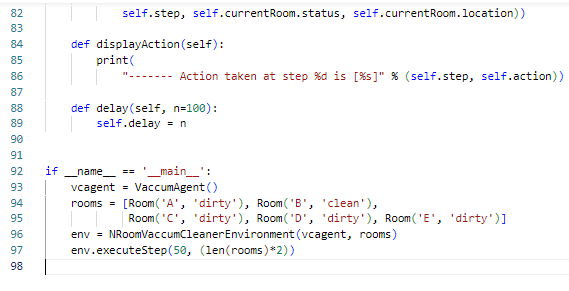 82 self.step, self.currentRoom.status, self.currentRoom.location))
83
84 def displayAction(self):
85 print(
86 "------- Action taken at step %d is [%s]" % (self.step, self.action))
87
88 def delay(self, n=100):
89 self.delay = n
90
91
92 if __name__ == '__main__':
93 vcagent = VaccumAgent()
94 rooms = [Room('A', 'dirty'), Room('B', 'clean'),
95 Room('C', 'dirty'), Room('D', 'dirty'), Room('E', 'dirty')]
96 env = NRoomVaccumCleanerEnvironment(vcagent, rooms)
97 env.executeStep(50, (len(rooms)*2))
98